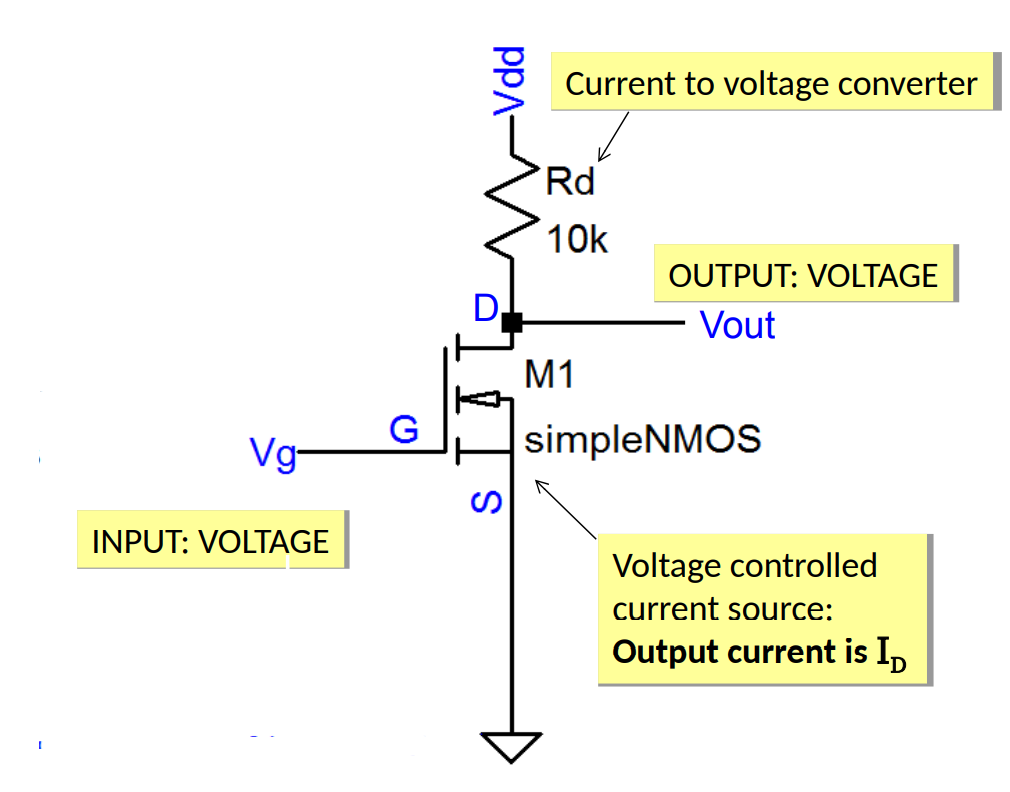 Vdd
Current to voltage converter
Rd
10k
OUTPUT: VOLTAGE
D
Vout
M1
G
Vg
simpleNMOS
S
INPUT: VOLTAGE
Voltage controlled
current source:
Output current is I_D